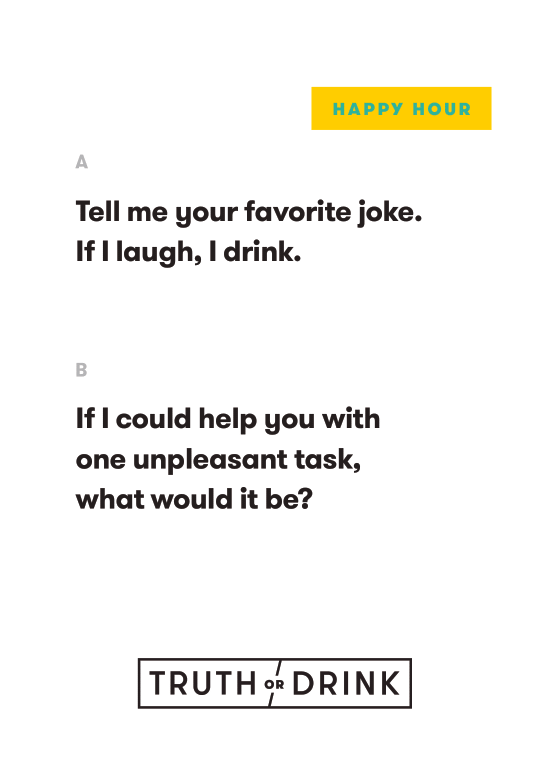 HAPPY HOUR
A
Tell me your favorite joke.
If I laugh, I drink.
B
If I could help you with
one unpleasant task,
what would it be?
TRUTH OR DRINK